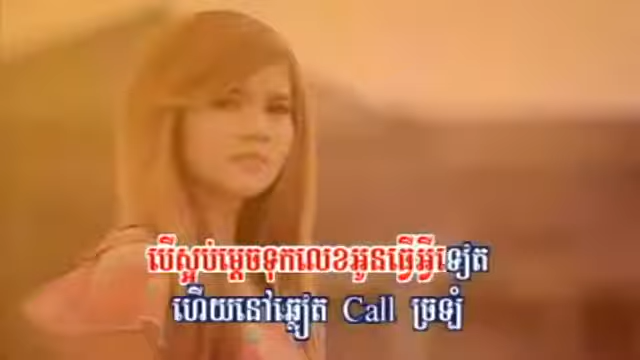 បើស្អប់ម្ដេចទុកលេខអូនធ្វើអ្វីទៀត
ហើយនៅឆ្លៀត Call ច្រឡំ